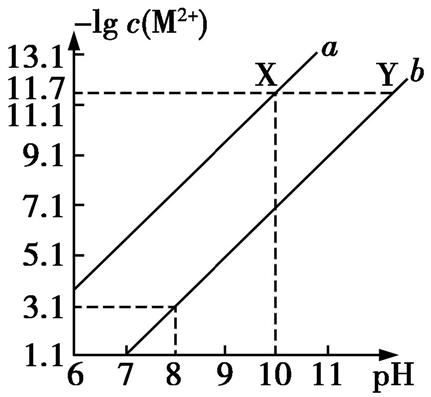 −lg c(M²⁺)
13.1
11.7
11.1
9.1
7.1
5.1
3.1
1.1
X
a
Y
b
6 7 8 9 10 11 pH